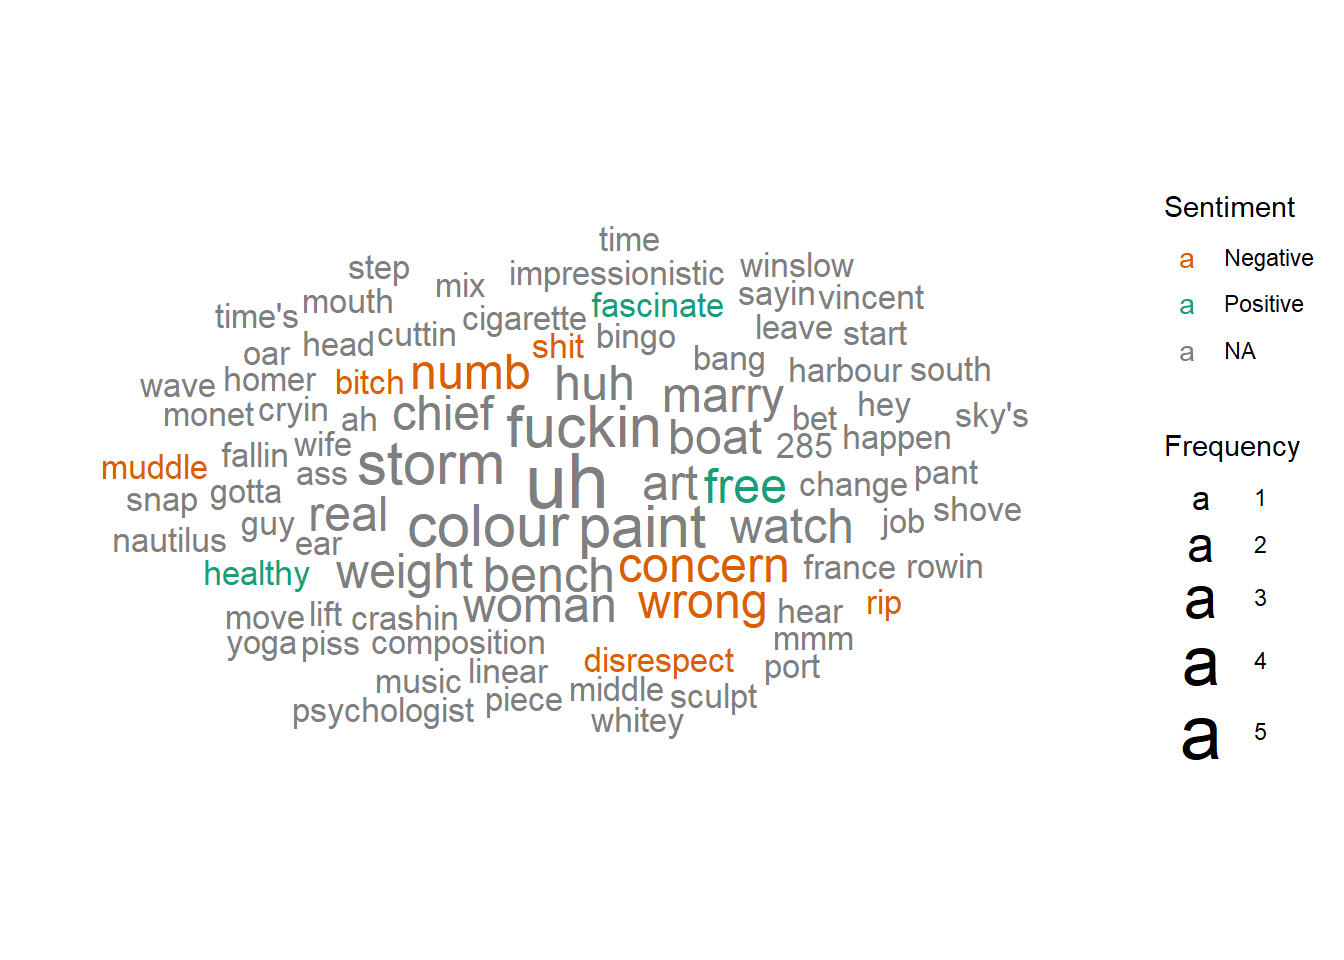 time
step
mix
impressionistic
winslow
time's
mouth
cigarette
fascinate
sayin
vincent
oar
head
cuttin
shit
bingo
leave
start
wave
homer
bitch
numb
huh
bang
harbour
south
monet
cryin
ah
chief
fuckin
marry
bet
hey
sky's
muddle
fallin
wife
storm
boat
285
happen
snap
gotta
ass
uh
art
free
change
pant
nautilus
guy
ear
real
colour
paint
watch
job
shove
healthy
weight
bench
concern
france
rowin
move
lift
crashin
woman
wrong
hear
rip
yoga
piss
composition
mmm
music
linear
disrespect
port
psychologist
piece
middle
sculpt
whitey
Sentiment
a Negative
a Positive
a NA
Frequency
a 1
a 2
a 3
a 4
a 5